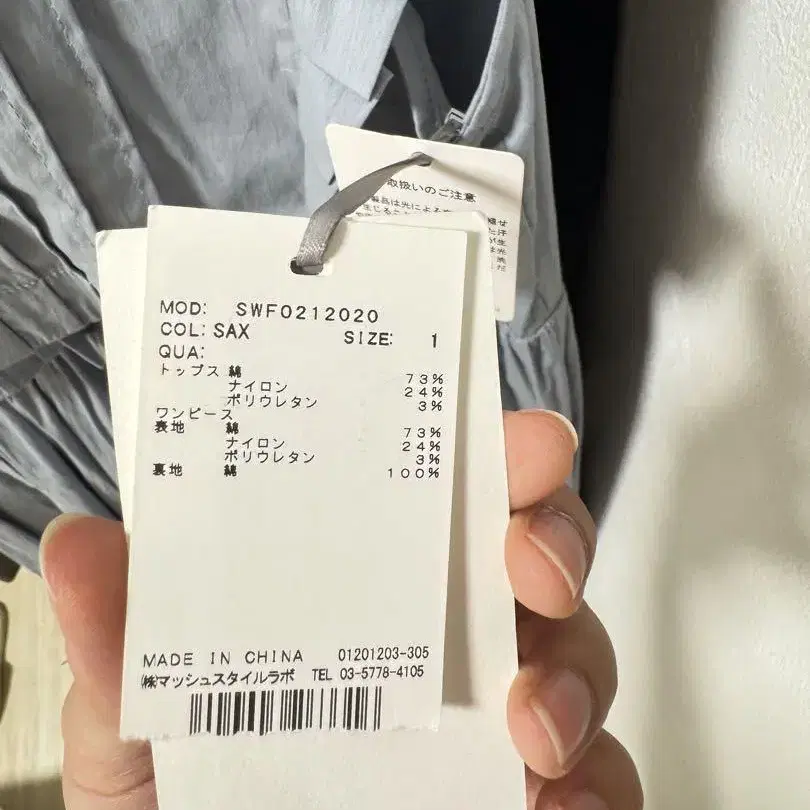 取扱いのご注意
MOD: SWF0212020
COL: SAX SIZE: 1
QUA:
トップス 綿 73%
ナイロン 24%
ポリウレタン 3%
ワンピース
表地 綿 73%
ナイロン 24%
ポリウレタン 3%
裏地 綿 100%
MADE IN CHINA 01201203-305
㈱マッシュスタイルラボ TEL 03-5778-4105